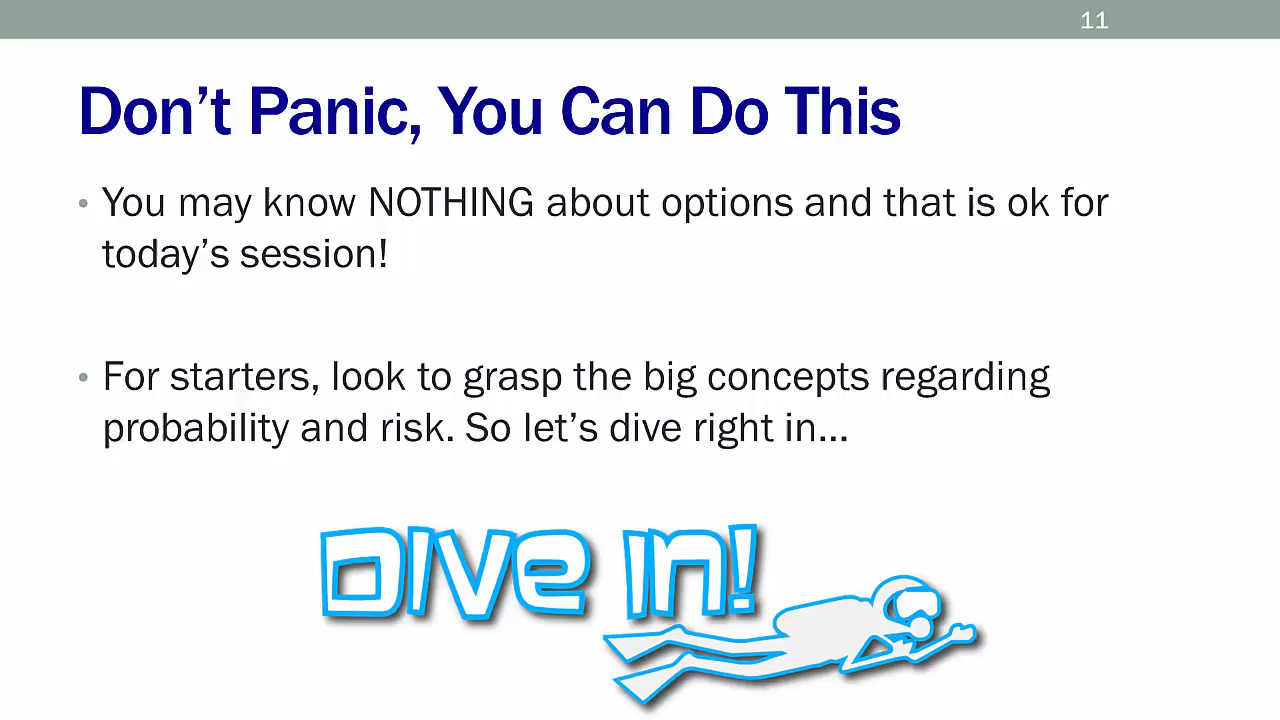 11
Don’t Panic, You Can Do This
• You may know NOTHING about options and that is ok for
today’s session!
• For starters, look to grasp the big concepts regarding
probability and risk. So let’s dive right in…
DIVE IN!